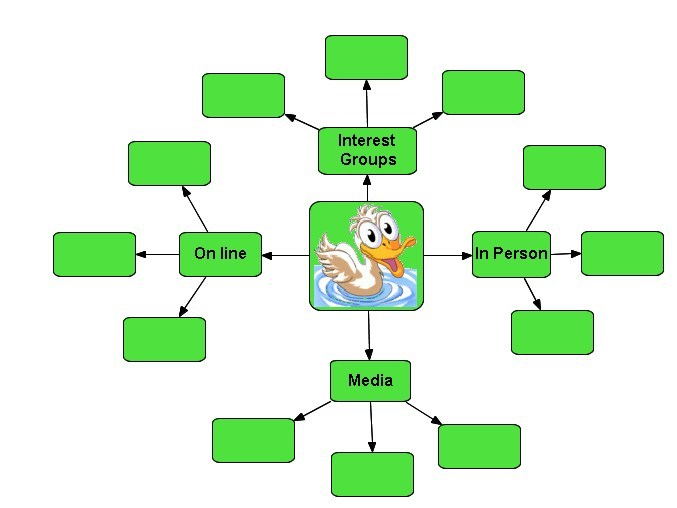 Interest
Groups
On line
In Person
Media